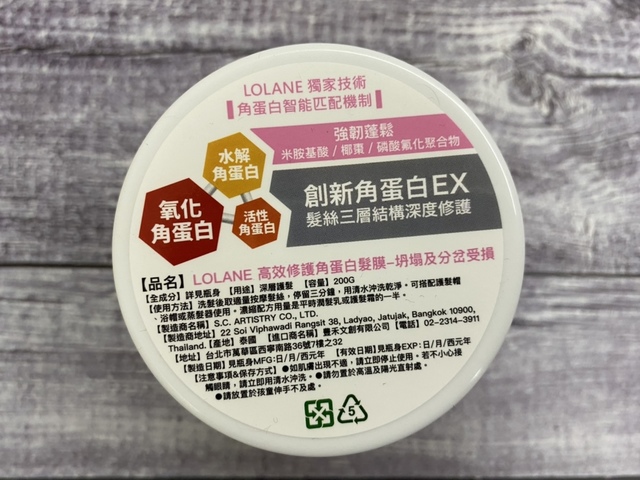 LOLANE 獨家技術
角蛋白智能匹配機制
強韌蓬鬆
米胺基酸 / 椰棗 / 磷酸氟化聚合物
水解
角蛋白
氧化
角蛋白
活性
角蛋白
創新角蛋白EX
髮絲三層結構深度修護
【品名】 LOLANE 高效修護角蛋白髮膜–坍塌及分岔受損
【全成分】詳見瓶身 【用途】 深層護髮 【容量】200G
【使用方法】洗髮後取適量按摩髮絲，停留三分鐘，用清水沖洗乾淨。可搭配護髮帽
、浴帽或蒸髮器使用。濃縮配方用量是平時潤髮乳或護髮霜的一半。
【製造商名稱】S.C. ARTISTRY CO., LTD.
【製造商地址】22 Soi Viphawadi Rangsit 38, Ladyao, Jatujak, Bangkok 10900,
Thailand.【產地】泰國 【進口商名稱】豐禾文創有限公司【電話】02-2314-3911
【地址】台北市萬華區西寧南路36號7樓之32
【製造日期】見瓶身MFG:日/月/西元年 【有效日期】見瓶身EXP:日/月/西元年
【注意事項&保存方式】●如肌膚出現不適，請立即停止使用。若不小心接
觸眼睛，請立即用清水沖洗。●請勿置於高溫及陽光直射處。
●請放置於孩童伸手不及處。
5